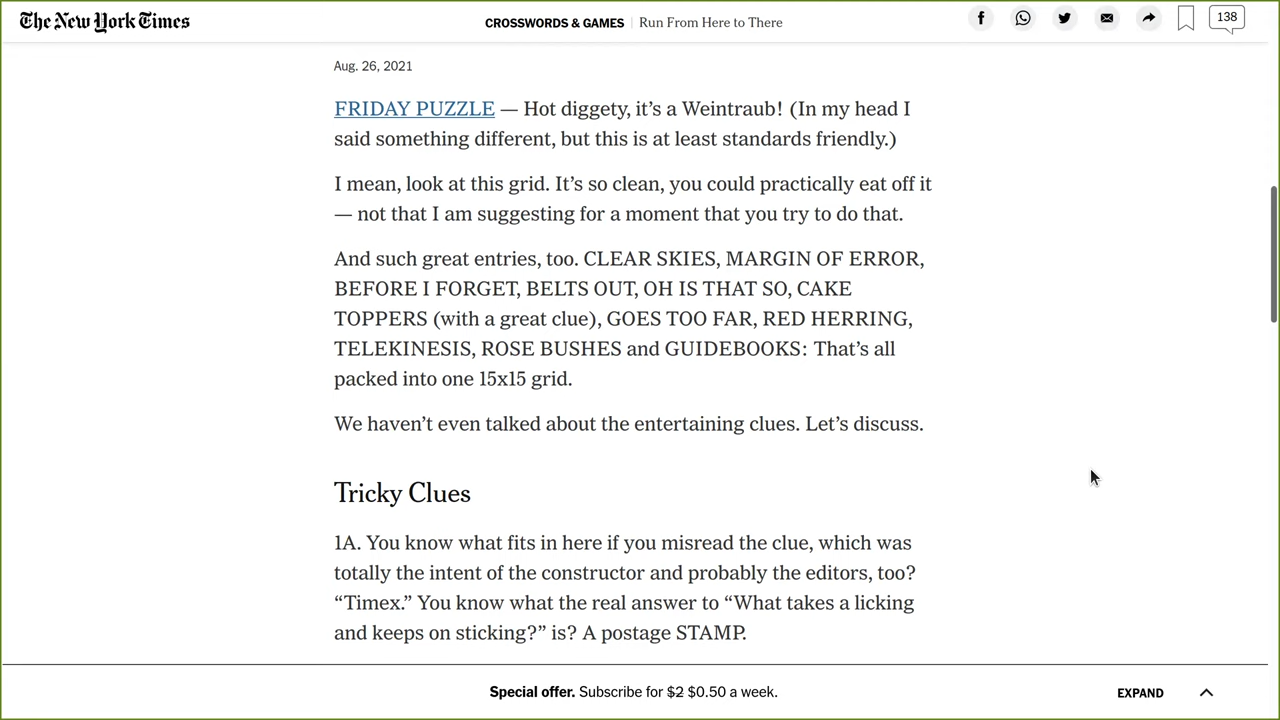 The New York Times
CROSSWORDS & GAMES | Run From Here to There
138
Aug. 26, 2021
FRIDAY PUZZLE — Hot diggety, it’s a Weintraub! (In my head I
said something different, but this is at least standards friendly.)
I mean, look at this grid. It’s so clean, you could practically eat off it
— not that I am suggesting for a moment that you try to do that.
And such great entries, too. CLEAR SKIES, MARGIN OF ERROR,
BEFORE I FORGET, BELTS OUT, OH IS THAT SO, CAKE
TOPPERS (with a great clue), GOES TOO FAR, RED HERRING,
TELEKINESIS, ROSE BUSHES and GUIDEBOOKS: That’s all
packed into one 15x15 grid.
We haven’t even talked about the entertaining clues. Let’s discuss.
Tricky Clues
1A. You know what fits in here if you misread the clue, which was
totally the intent of the constructor and probably the editors, too?
“Timex.” You know what the real answer to “What takes a licking
and keeps on sticking?” is? A postage STAMP.
Special offer. Subscribe for $2 $0.50 a week.
EXPAND